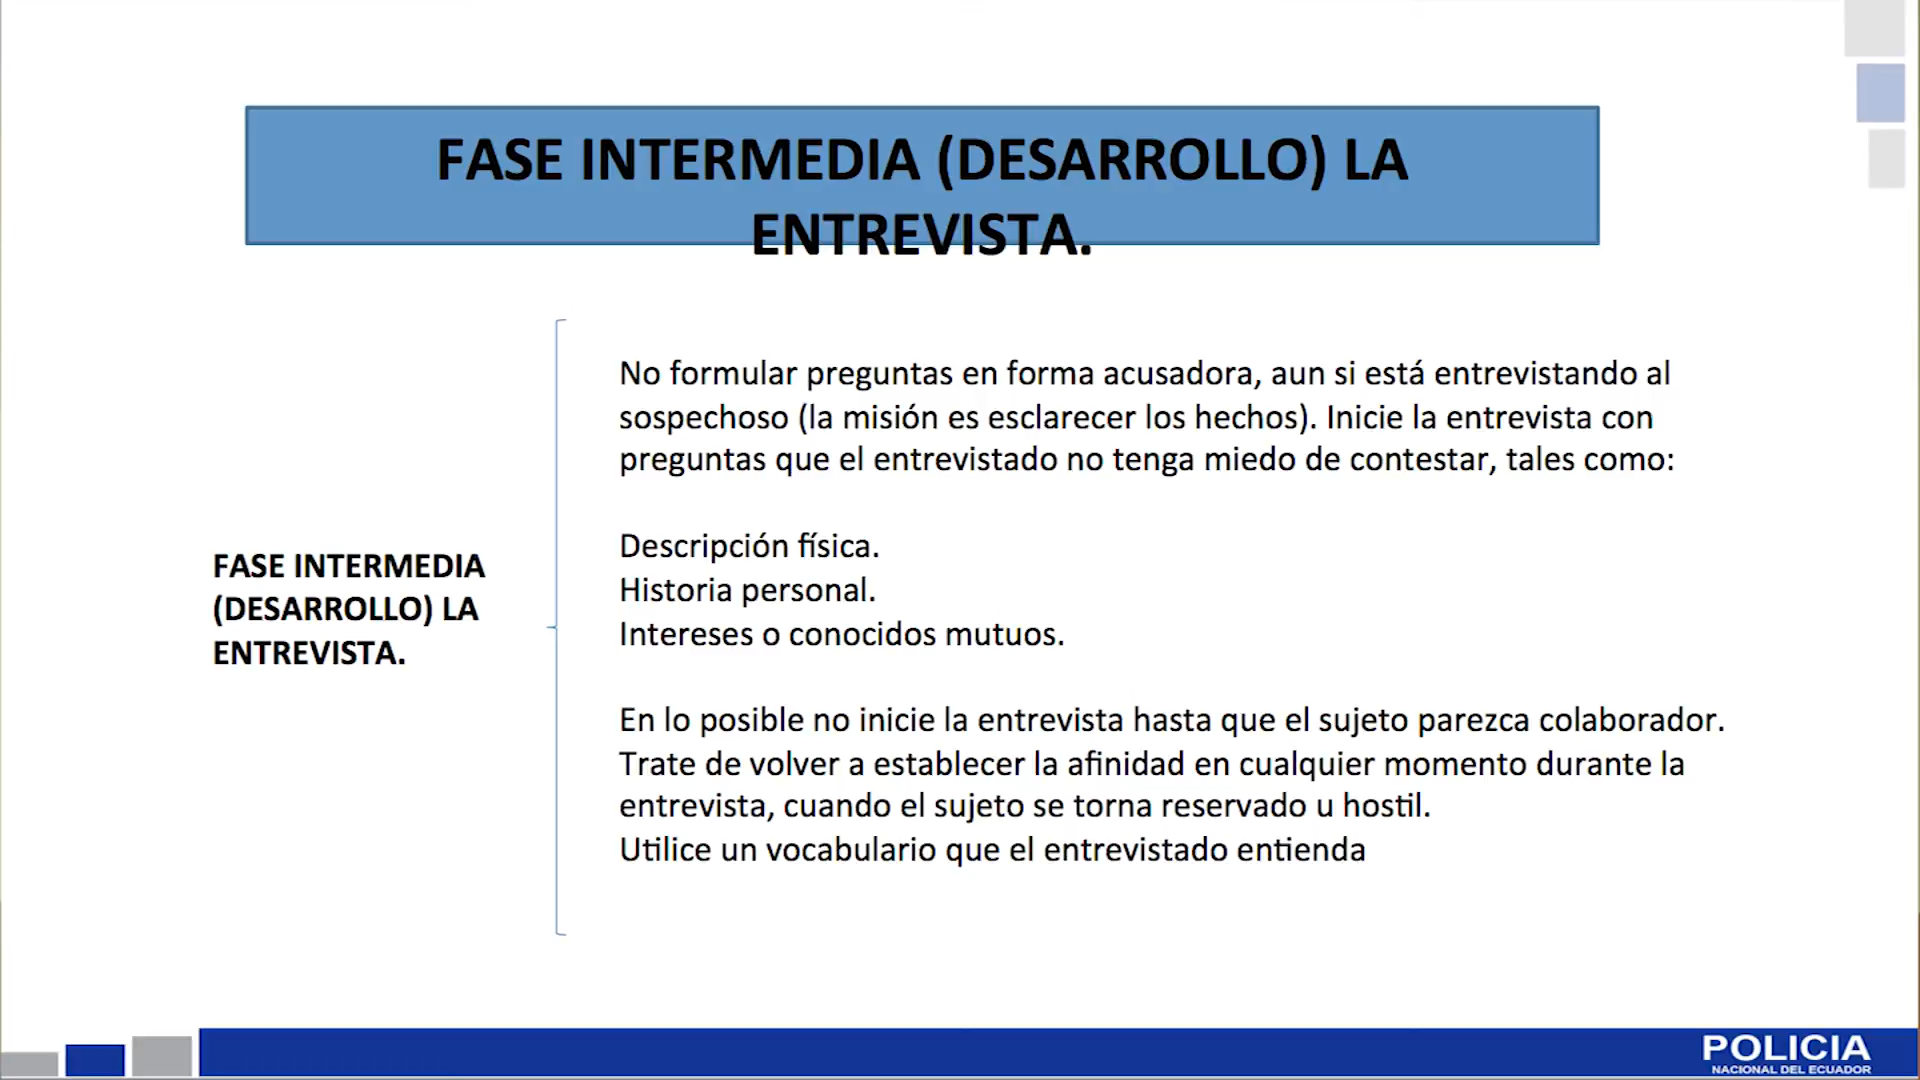 FASE INTERMEDIA (DESARROLLO) LA
ENTREVISTA.
FASE INTERMEDIA
(DESARROLLO) LA
ENTREVISTA.
No formular preguntas en forma acusadora, aun si está entrevistando al
sospechoso (la misión es esclarecer los hechos). Inicie la entrevista con
preguntas que el entrevistado no tenga miedo de contestar, tales como:
Descripción física.
Historia personal.
Intereses o conocidos mutuos.
En lo posible no inicie la entrevista hasta que el sujeto parezca colaborador.
Trate de volver a establecer la afinidad en cualquier momento durante la
entrevista, cuando el sujeto se torna reservado u hostil.
Utilice un vocabulario que el entrevistado entienda
POLICIA
NACIONAL DEL ECUADOR